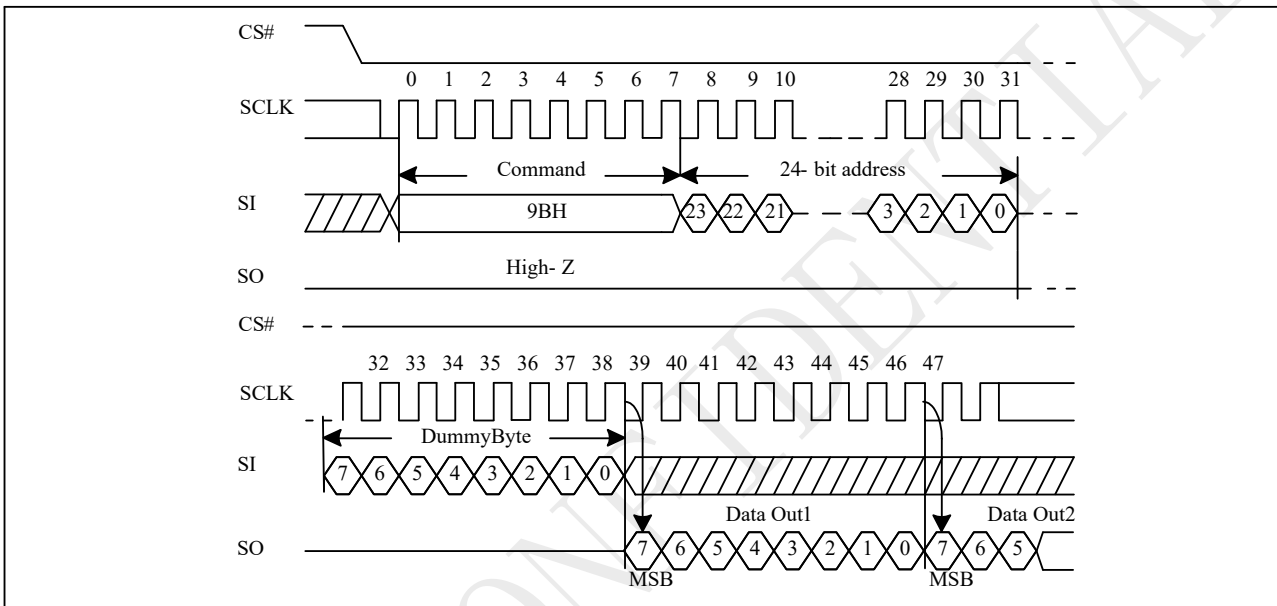 CS#
0 1 2 3 4 5 6 7 8 9 10 28 29 30 31
SCLK
Command 24- bit address
SI 9BH 23 22 21 3 2 1 0
High- Z
SO
CS#
32 33 34 35 36 37 38 39 40 41 42 43 44 45 46 47
SCLK
DummyByte
SI 7 6 5 4 3 2 1 0
Data Out1 Data Out2
SO 7 6 5 4 3 2 1 0 7 6 5
MSB MSB